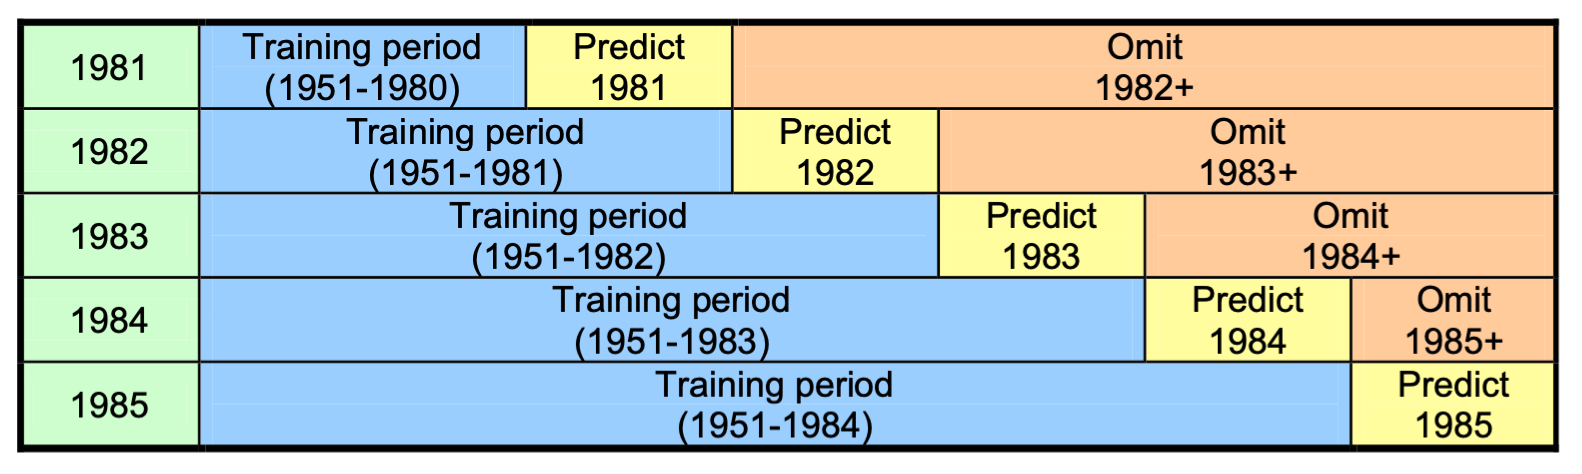 1981
Training period
(1951-1980)
Predict
1981
Omit
1982+
1982
Training period
(1951-1981)
Predict
1982
Omit
1983+
1983
Training period
(1951-1982)
Predict
1983
Omit
1984+
1984
Training period
(1951-1983)
Predict
1984
Omit
1985+
1985
Training period
(1951-1984)
Predict
1985